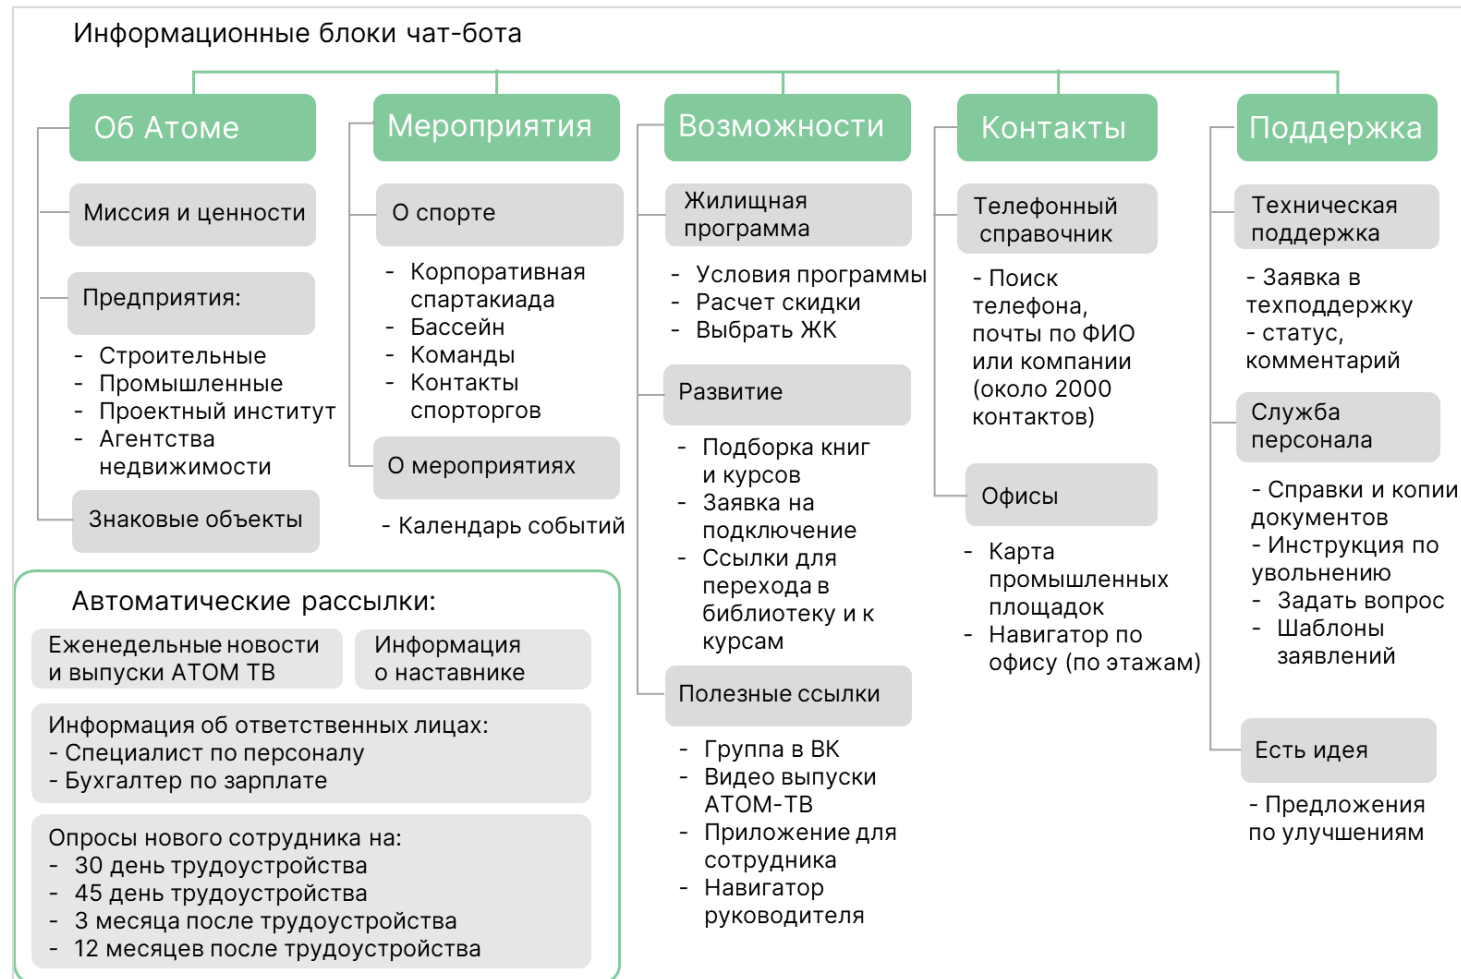 Информационные блоки чат-бота
Об Атоме
Миссия и ценности
Предприятия:
- Строительные
- Промышленные
- Проектный институт
- Агентства
недвижимости
Знаковые объекты
Мероприятия
О спорте
- Корпоративная
спартакиада
- Бассейн
- Команды
- Контакты
спорторгов
О мероприятиях
- Календарь событий
Возможности
Жилищная
программа
- Условия программы
- Расчет скидки
- Выбрать ЖК
Развитие
- Подборка книг
и курсов
- Заявка на
подключение
- Ссылки для
перехода в
библиотеку и к
курсам
Полезные ссылки
- Группа в ВК
- Видео выпуски
АТОМ-ТВ
- Приложение для
сотрудника
- Навигатор
руководителя
Контакты
Телефонный
справочник
- Поиск
телефона,
почты по ФИО
или компании
(около 2000
контактов)
Офисы
- Карта
промышленных
площадок
- Навигатор по
офису (по этажам)
Поддержка
Техническая
поддержка
- Заявка в
техподдержку
- статус,
комментарий
Служба
персонала
- Справки и копии
документов
- Инструкция по
увольнению
- Задать вопрос
- Шаблоны
заявлений
Есть идея
- Предложения
по улучшениям
Автоматические рассылки:
Еженедельные новости
и выпуски АТОМ ТВ
Информация
о наставнике
Информация об ответственных лицах:
- Специалист по персоналу
- Бухгалтер по зарплате
Опросы нового сотрудника на:
- 30 день трудоустройства
- 45 день трудоустройства
- 3 месяца после трудоустройства
- 12 месяцев после трудоустройства